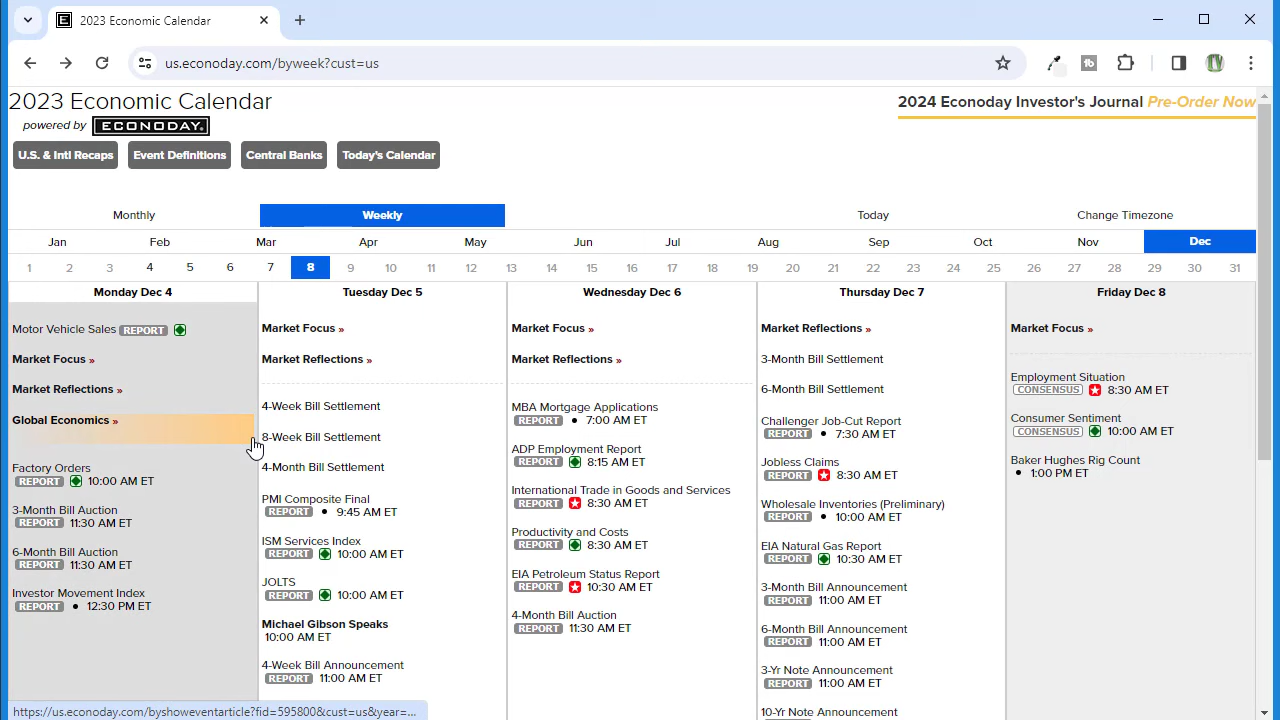 2023 Economic Calendar
us.econoday.com/byweek?cust=us
2023 Economic Calendar
powered by ECONODAY
2024 Econoday Investor's Journal Pre-Order Now
U.S. & Intl Recaps Event Definitions Central Banks Today's Calendar
Monthly Weekly Today Change Timezone
Jan Feb Mar Apr May Jun Jul Aug Sep Oct Nov Dec
1 2 3 4 5 6 7 8 9 10 11 12 13 14 15 16 17 18 19 20 21 22 23 24 25 26 27 28 29 30 31
Monday Dec 4
Motor Vehicle Sales REPORT
Market Focus »
Market Reflections »
Global Economics »
Factory Orders
REPORT 10:00 AM ET
3-Month Bill Auction
REPORT 11:30 AM ET
6-Month Bill Auction
REPORT 11:30 AM ET
Investor Movement Index
REPORT • 12:30 PM ET
Tuesday Dec 5
Market Focus »
Market Reflections »
4-Week Bill Settlement
8-Week Bill Settlement
4-Month Bill Settlement
PMI Composite Final
REPORT • 9:45 AM ET
ISM Services Index
REPORT 10:00 AM ET
JOLTS
REPORT 10:00 AM ET
Michael Gibson Speaks
10:00 AM ET
4-Week Bill Announcement
REPORT 11:00 AM ET
Wednesday Dec 6
Market Focus »
Market Reflections »
MBA Mortgage Applications
REPORT • 7:00 AM ET
ADP Employment Report
REPORT 8:15 AM ET
International Trade in Goods and Services
REPORT 8:30 AM ET
Productivity and Costs
REPORT 8:30 AM ET
EIA Petroleum Status Report
REPORT 10:30 AM ET
4-Month Bill Auction
REPORT 11:30 AM ET
Thursday Dec 7
Market Reflections »
3-Month Bill Settlement
6-Month Bill Settlement
Challenger Job-Cut Report
REPORT • 7:30 AM ET
Jobless Claims
REPORT 8:30 AM ET
Wholesale Inventories (Preliminary)
REPORT • 10:00 AM ET
EIA Natural Gas Report
REPORT 10:30 AM ET
3-Month Bill Announcement
REPORT 11:00 AM ET
6-Month Bill Announcement
REPORT 11:00 AM ET
3-Yr Note Announcement
REPORT 11:00 AM ET
10-Yr Note Announcement
Friday Dec 8
Market Focus »
Employment Situation
CONSENSUS 8:30 AM ET
Consumer Sentiment
CONSENSUS 10:00 AM ET
Baker Hughes Rig Count
• 1:00 PM ET
https://us.econoday.com/byshoweventarticle?fid=595800&cust=us&year=...